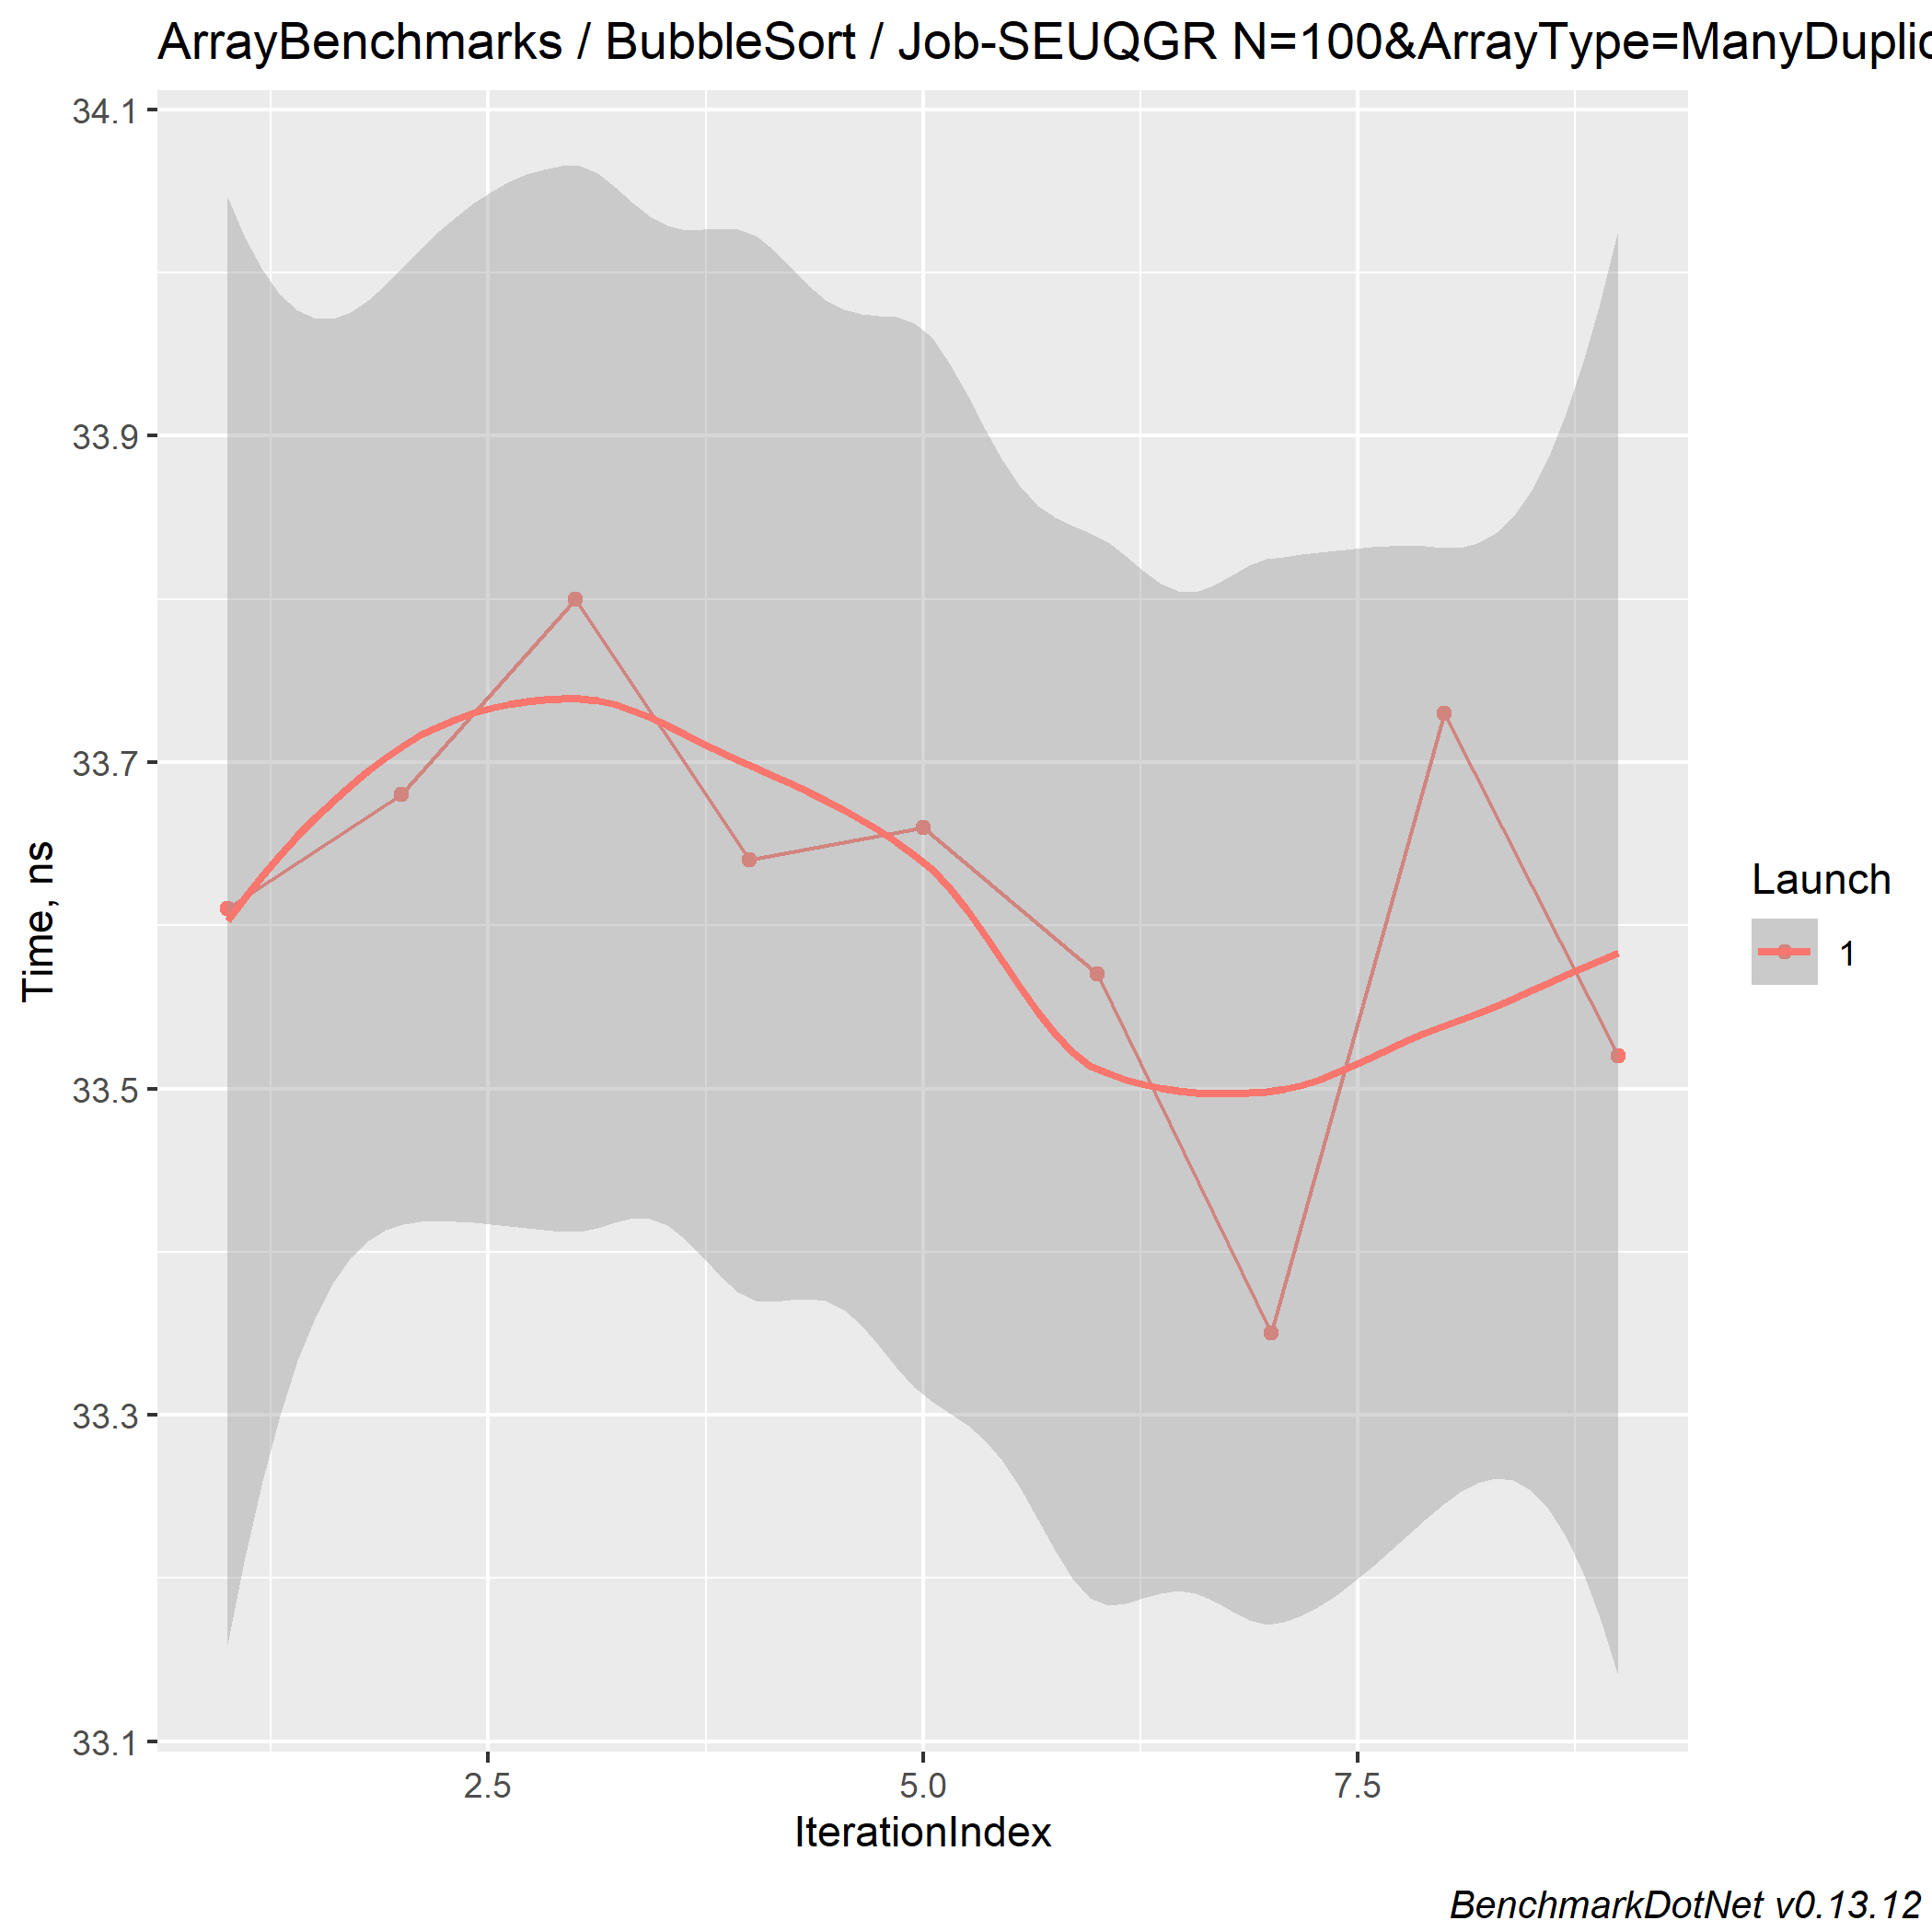 ArrayBenchmarks / BubbleSort / Job-SEUQGR N=100&ArrayType=ManyDuplic
34.1
33.9
33.7
33.5
33.3
33.1
Time, ns
2.5 5.0 7.5
IterationIndex
Launch
1
BenchmarkDotNet v0.13.12